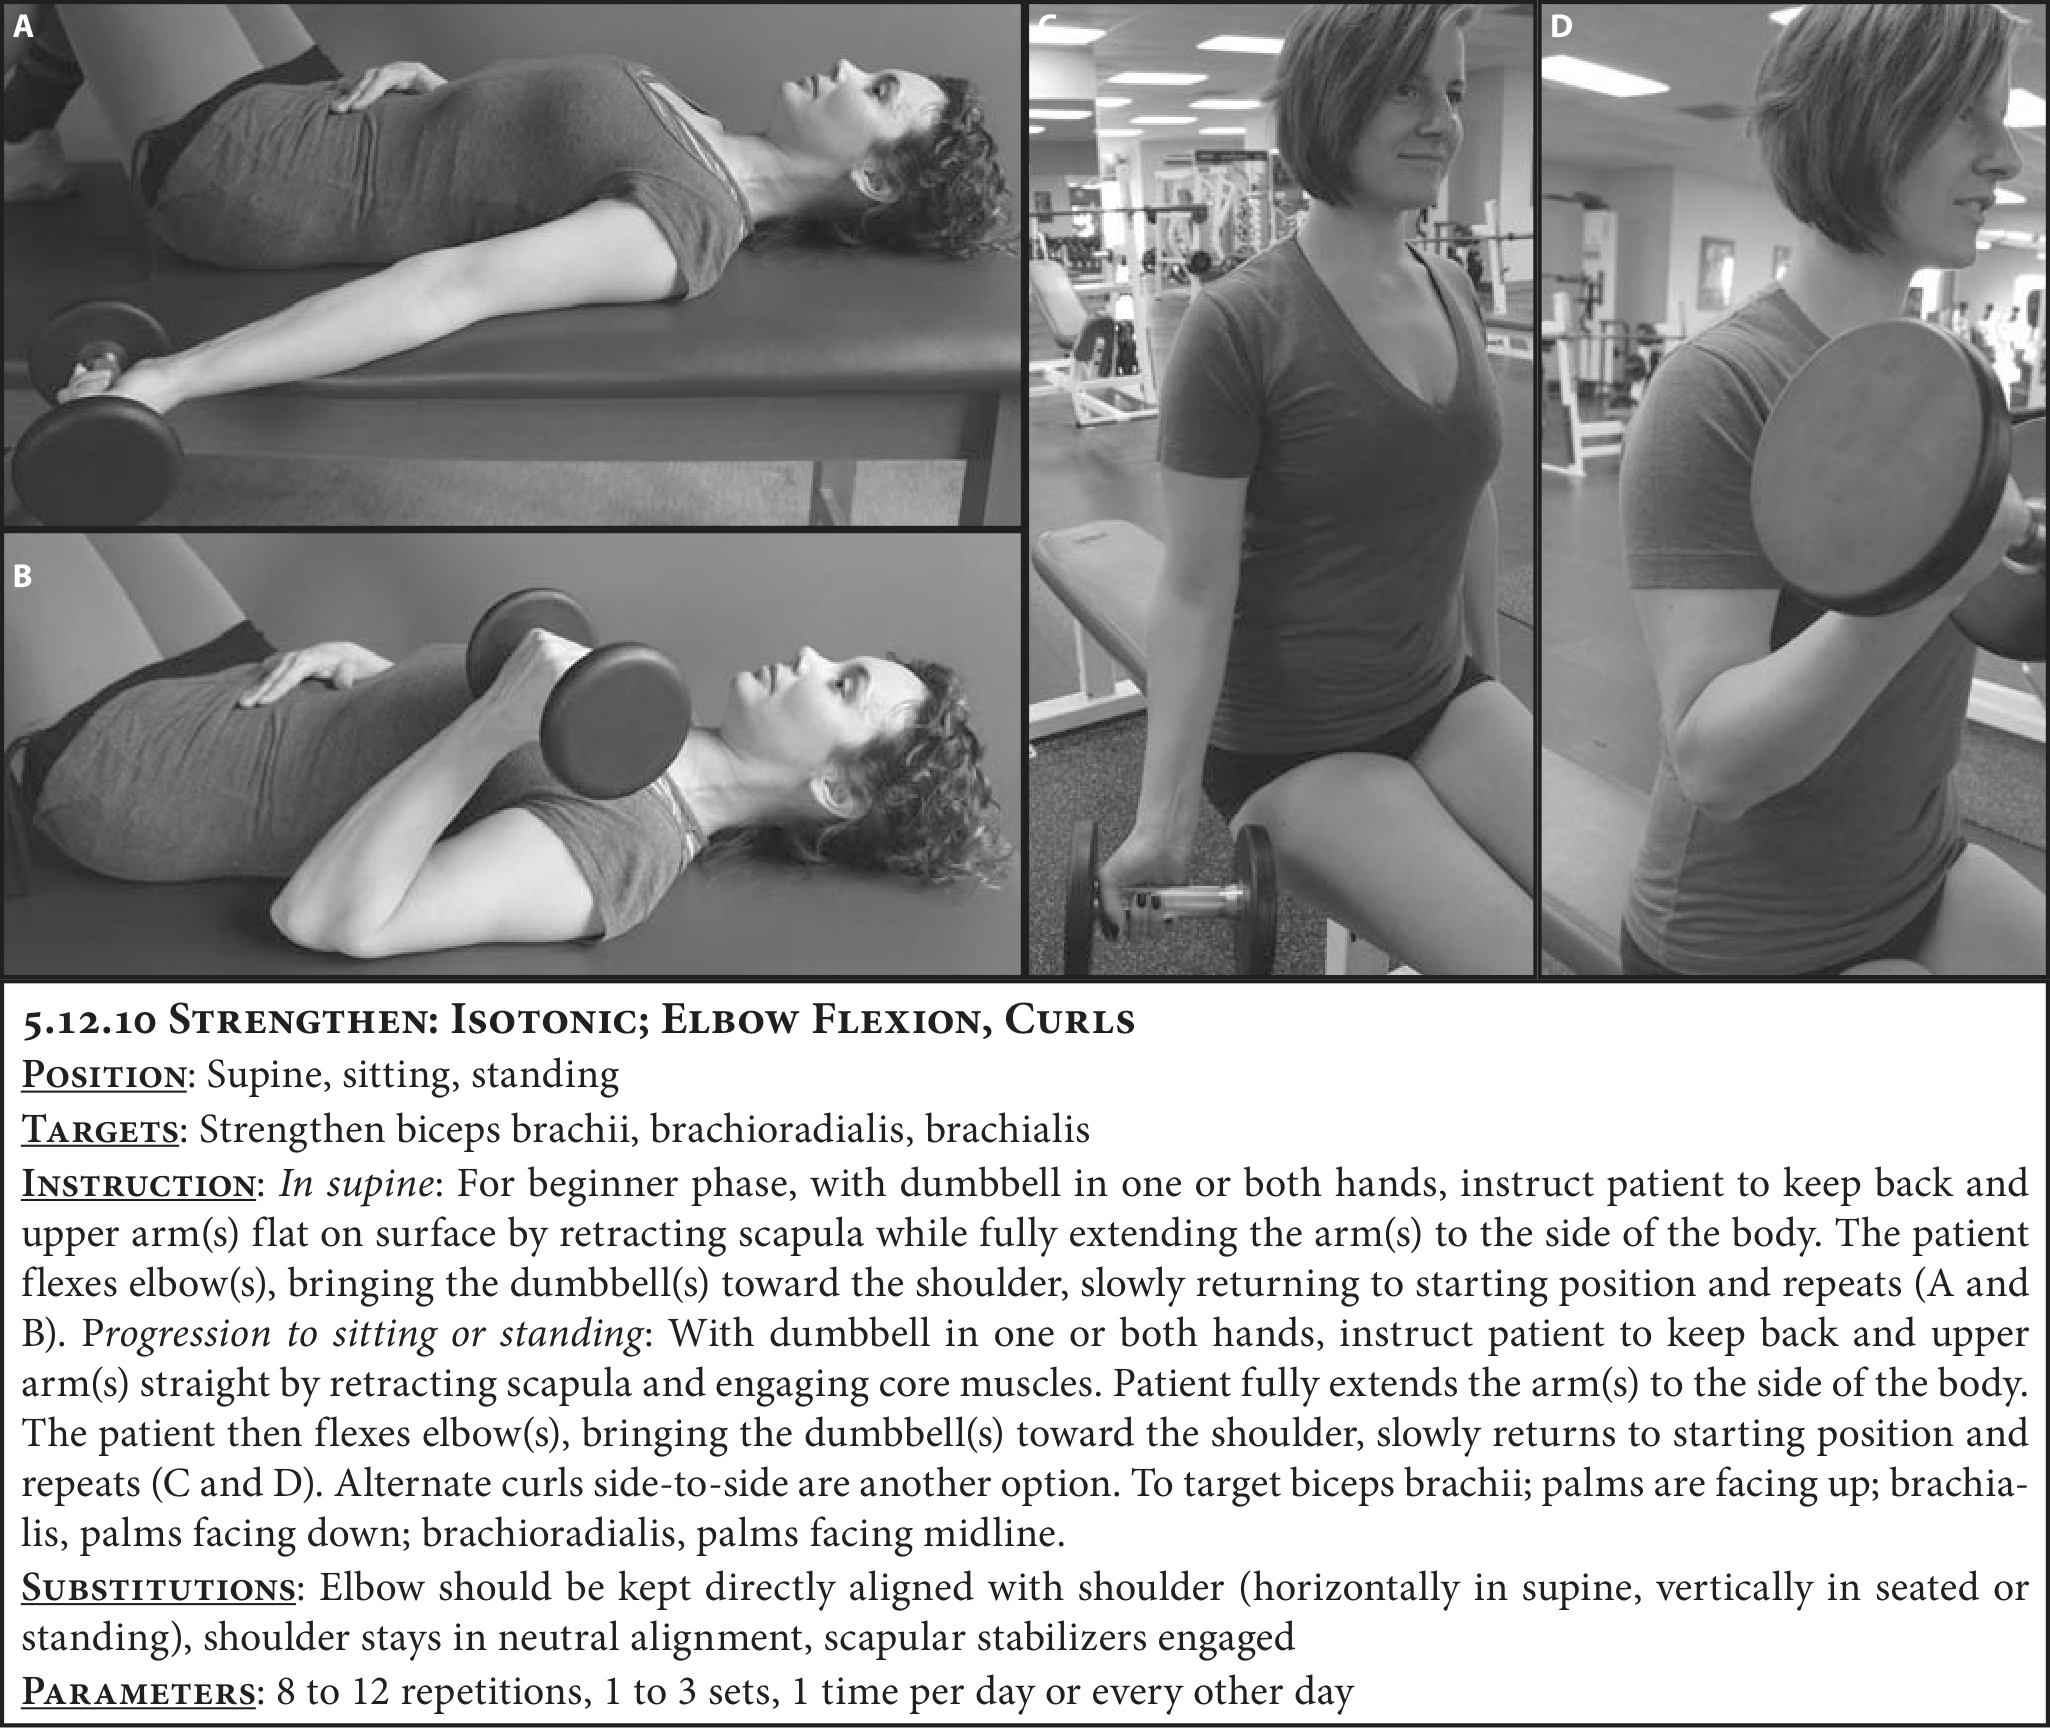 A
C
D
B
5.12.10 Strengthen: Isotonic; Elbow Flexion, Curls
Position: Supine, sitting, standing
Targets: Strengthen biceps brachii, brachioradialis, brachialis
Instruction: In supine: For beginner phase, with dumbbell in one or both hands, instruct patient to keep back and
upper arm(s) flat on surface by retracting scapula while fully extending the arm(s) to the side of the body. The patient
flexes elbow(s), bringing the dumbbell(s) toward the shoulder, slowly returning to starting position and repeats (A and
B). Progression to sitting or standing: With dumbbell in one or both hands, instruct patient to keep back and upper
arm(s) straight by retracting scapula and engaging core muscles. Patient fully extends the arm(s) to the side of the body.
The patient then flexes elbow(s), bringing the dumbbell(s) toward the shoulder, slowly returns to starting position and
repeats (C and D). Alternate curls side-to-side are another option. To target biceps brachii; palms are facing up; brachia-
lis, palms facing down; brachioradialis, palms facing midline.
Substitutions: Elbow should be kept directly aligned with shoulder (horizontally in supine, vertically in seated or
standing), shoulder stays in neutral alignment, scapular stabilizers engaged
Parameters: 8 to 12 repetitions, 1 to 3 sets, 1 time per day or every other day